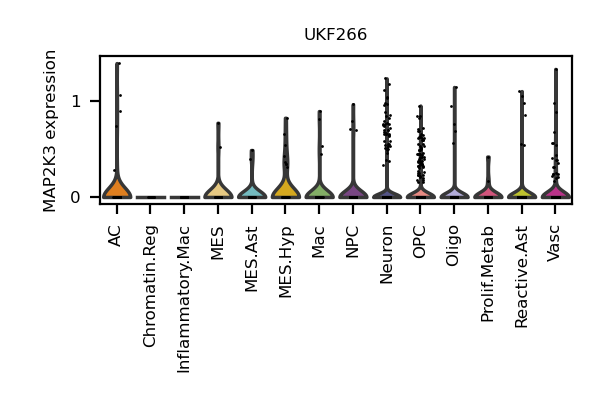 UKF266
MAP2K3 expression
1
0
AC
Chromatin.Reg
Inflammatory.Mac
MES
MES.Ast
MES.Hyp
Mac
NPC
Neuron
OPC
Oligo
Prolif.Metab
Reactive.Ast
Vasc